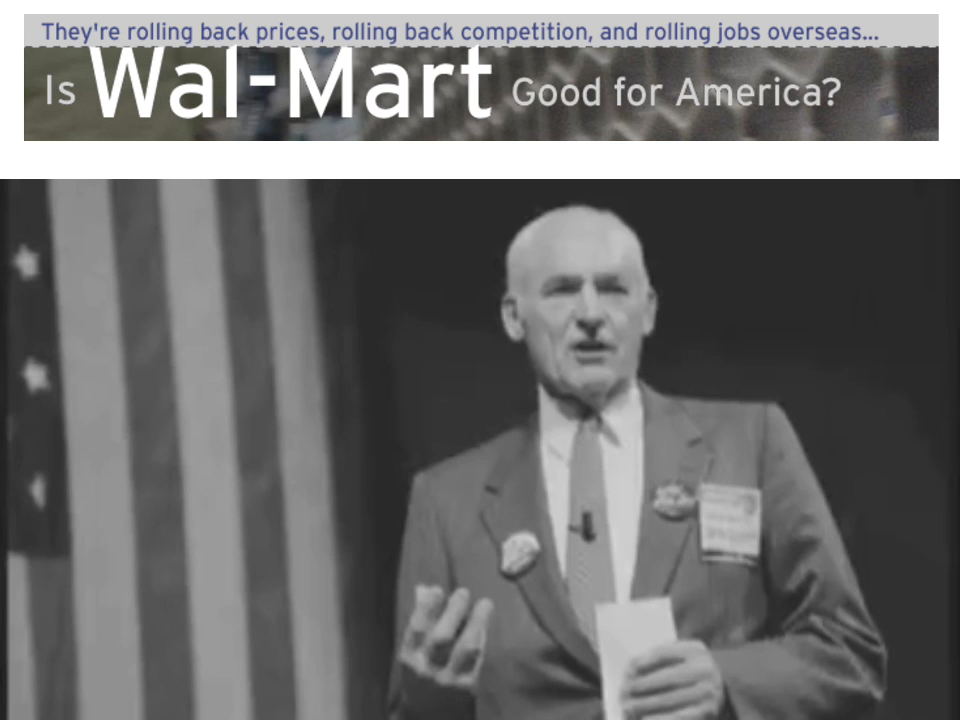 They're rolling back prices, rolling back competition, and rolling jobs overseas...
Is Wal-Mart Good for America?